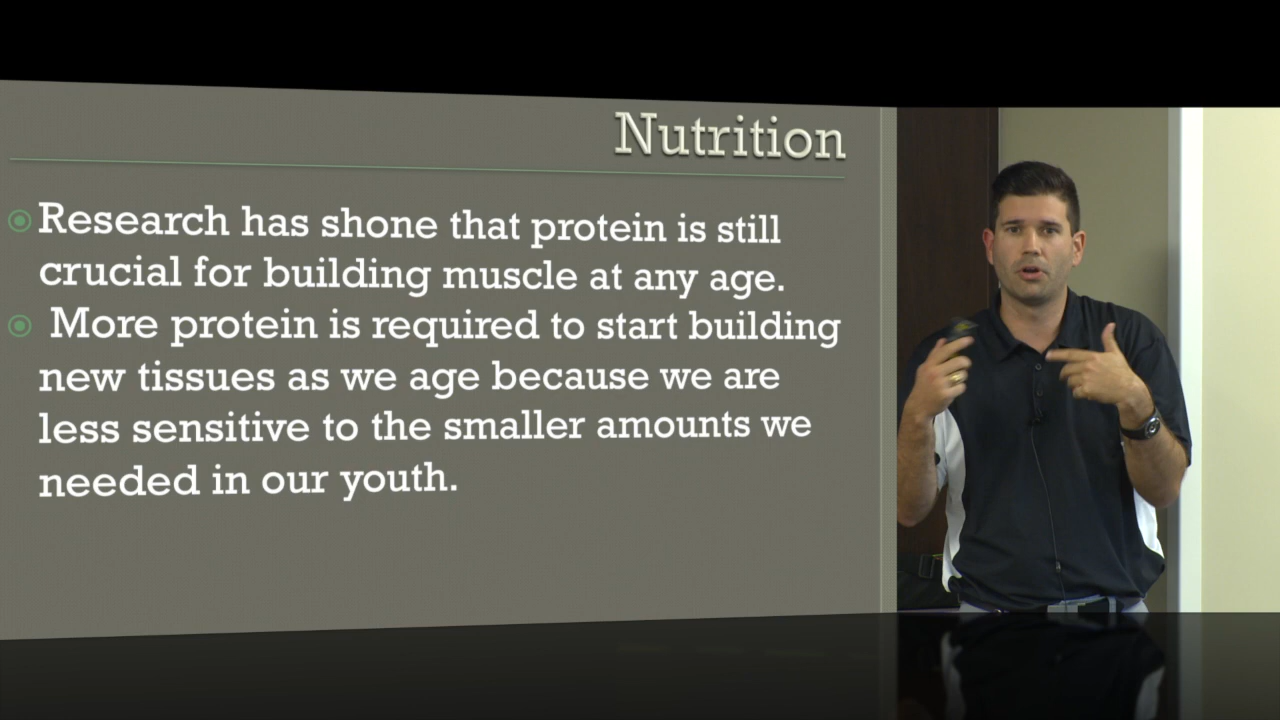 Nutrition
Research has shone that protein is still
crucial for building muscle at any age.
More protein is required to start building
new tissues as we age because we are
less sensitive to the smaller amounts we
needed in our youth.